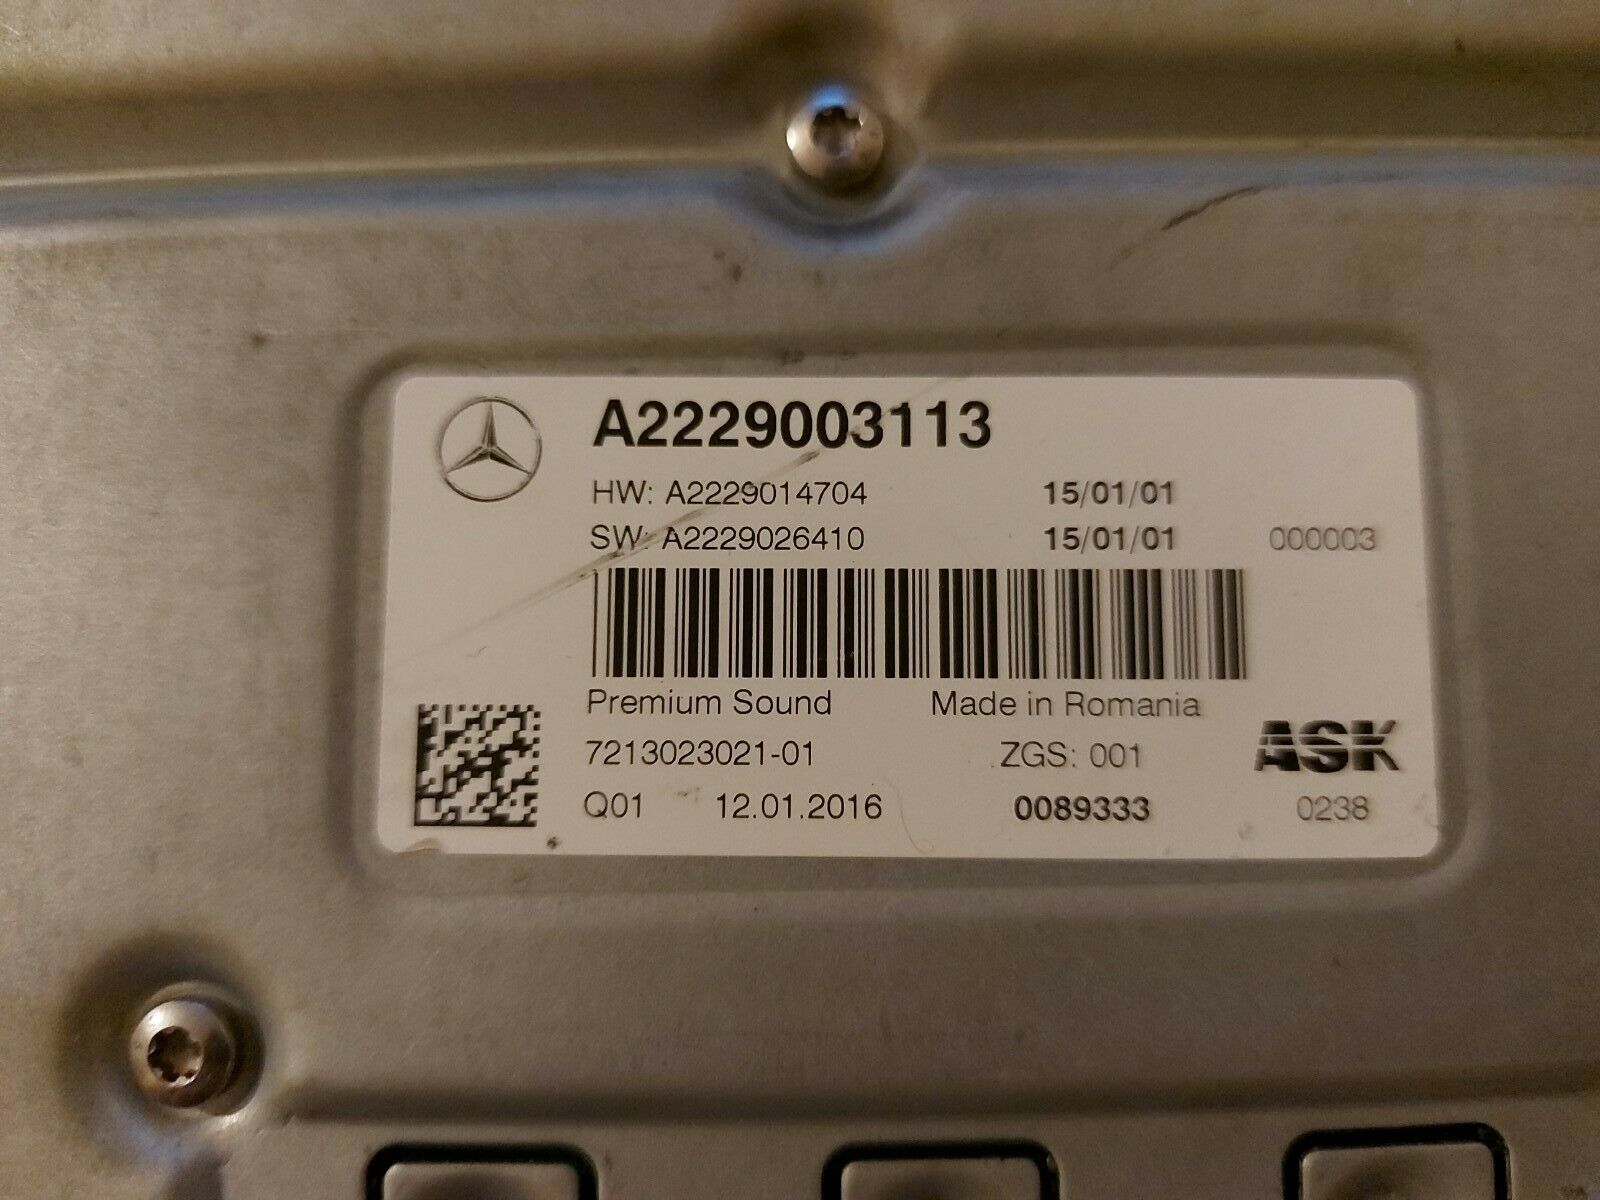 A2229003113
HW: A2229014704 15/01/01
SW: A2229026410 15/01/01 000003
Premium Sound Made in Romania
7213023021-01 ZGS: 001 ASK
Q01 12.01.2016 0089333 0238